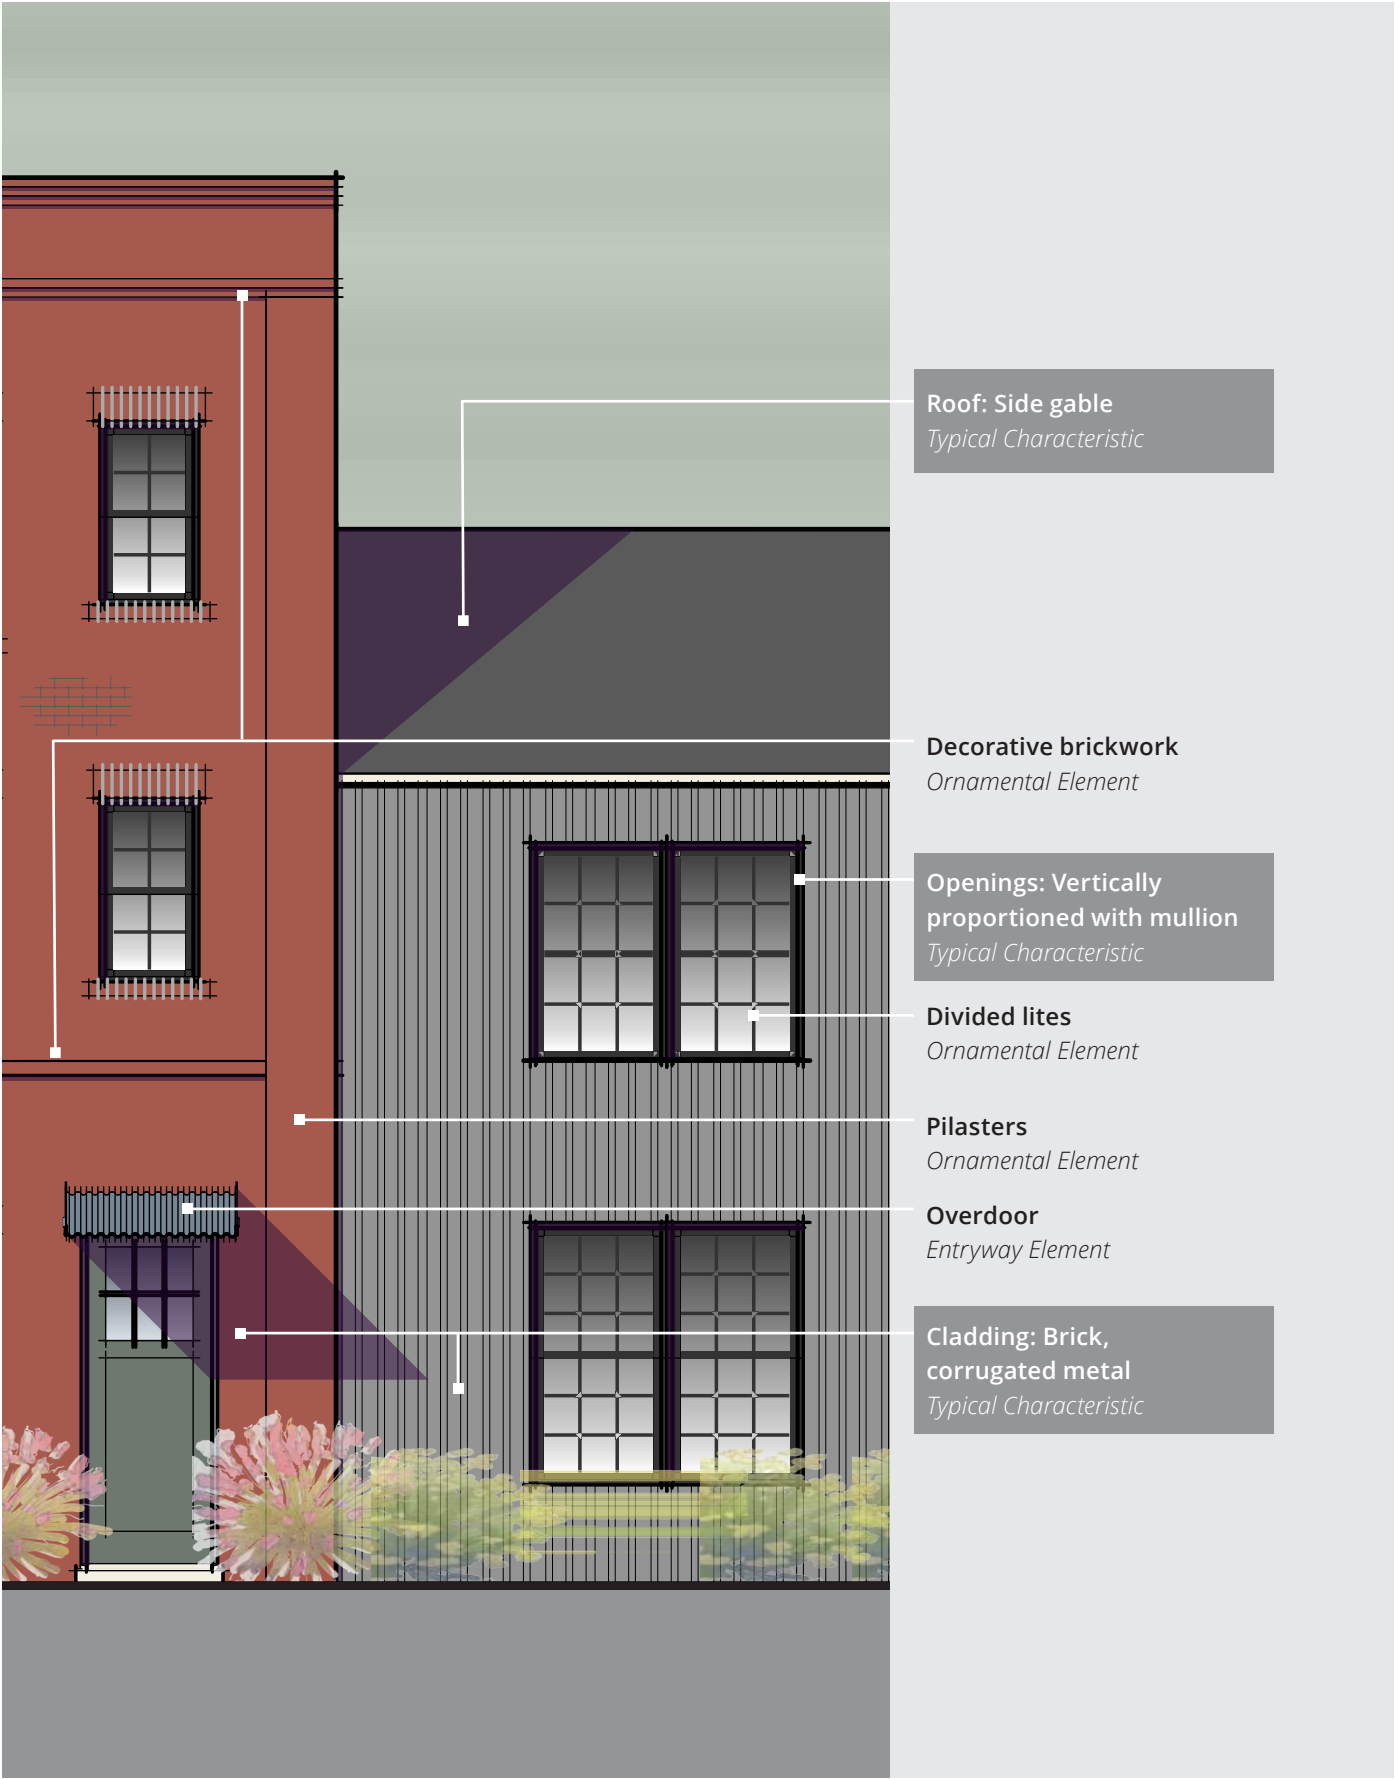 Roof: Side gable
Typical Characteristic
Decorative brickwork
Ornamental Element
Openings: Vertically
proportioned with mullion
Typical Characteristic
Divided lites
Ornamental Element
Pilasters
Ornamental Element
Overdoor
Entryway Element
Cladding: Brick,
corrugated metal
Typical Characteristic